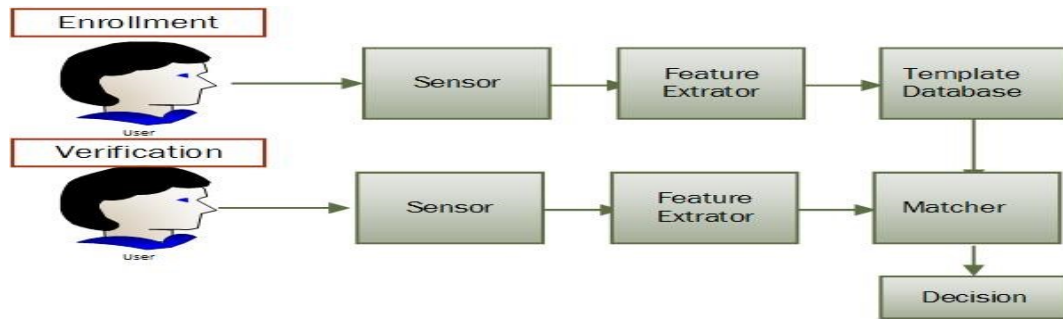 Enrollment
Sensor
Feature
Extrator
Template
Database
User
Verification
Sensor
Feature
Extrator
Matcher
User
Decision